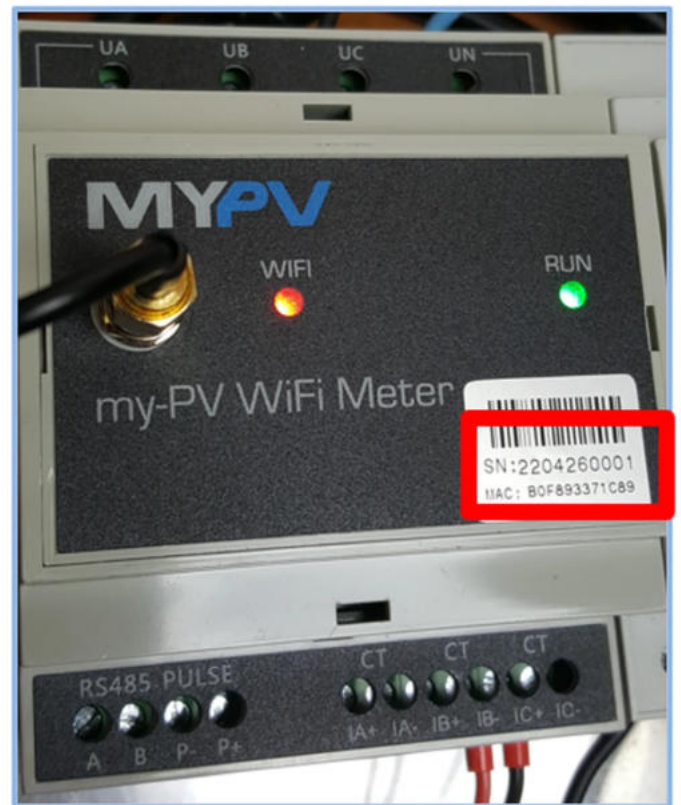 UA UB UC UN
MYPV
WIFI
RUN
my-PV WiFi Meter
SN:2204260001
MAC: B0F893371C89
RS485 PULSE
CT CT CT
A B P- P+
IA+ IA- IB+ IB- IC+ IC-